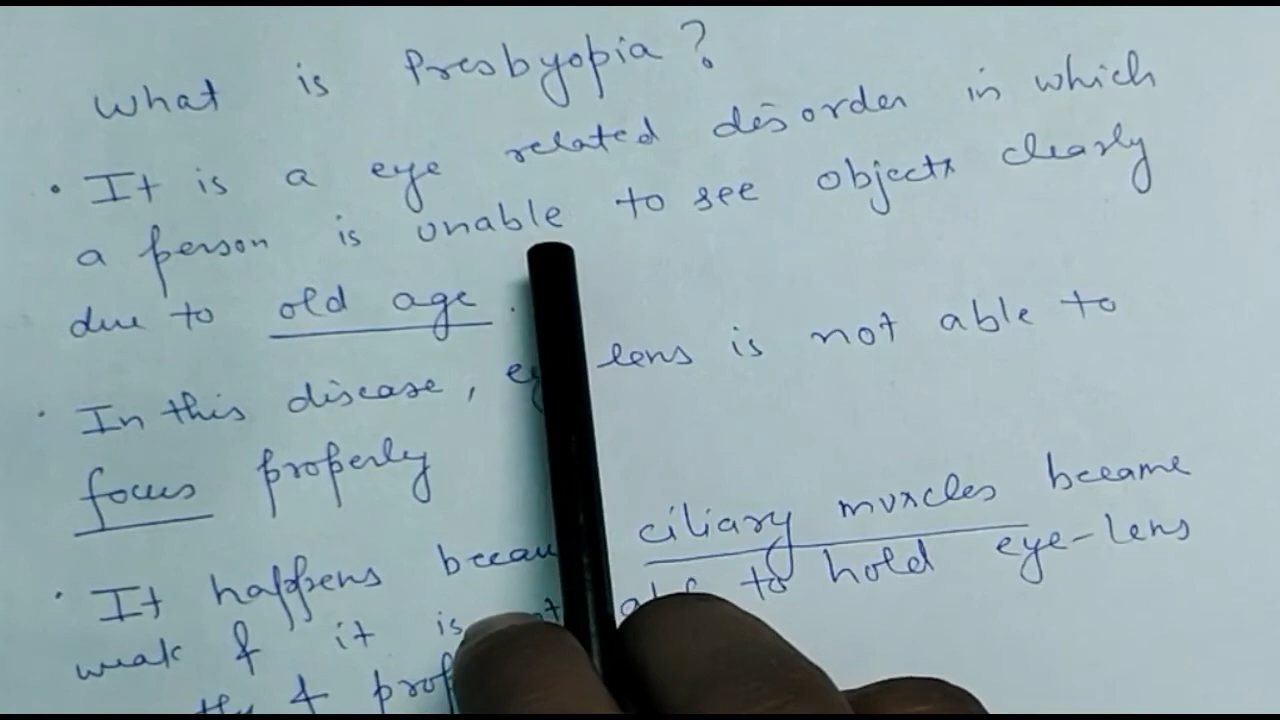 What is Presbyopia?
• It is a eye related disorder in which
a person is unable to see objects clearly
due to old age.
• In this disease, lens is not able to
focus properly
• It happens ciliary muscles became
weak & it is to hold eye-lens
&